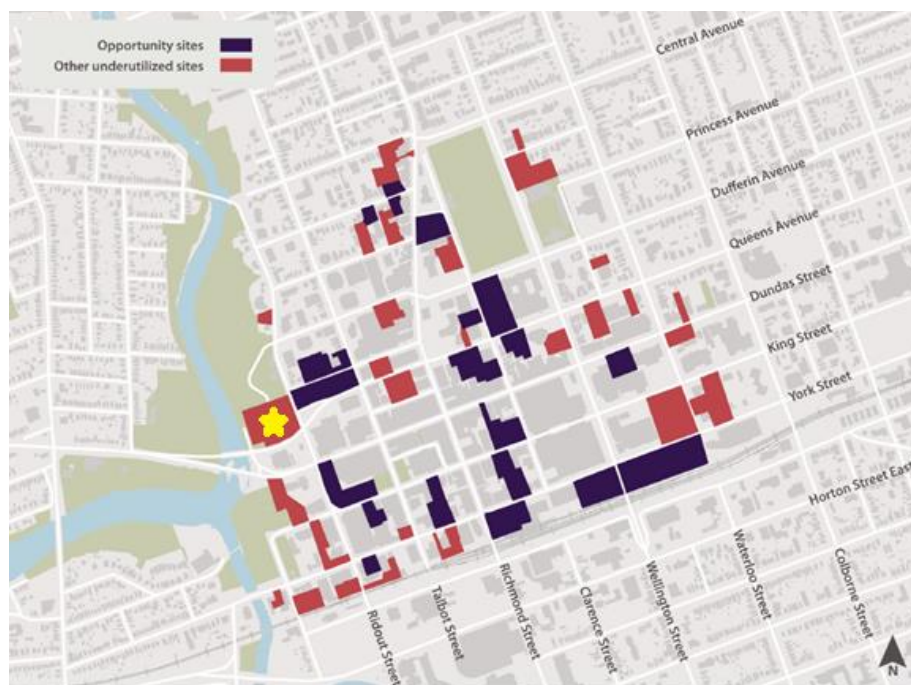 Opportunity sites
Other underutilized sites
Central Avenue
Princess Avenue
Dufferin Avenue
Queens Avenue
Dundas Street
King Street
York Street
Horton Street East
Ridout Street
Talbot Street
Richmond Street
Clarence Street
Wellington Street
Waterloo Street
Colborne Street
N